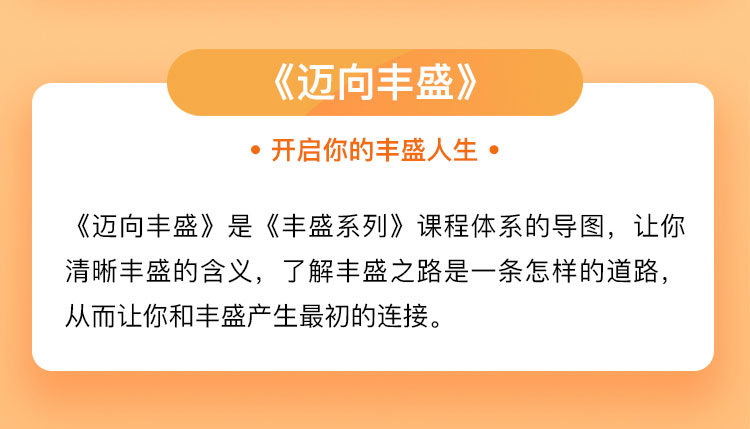 《迈向丰盛》
• 开启你的丰盛人生 •
《迈向丰盛》是《丰盛系列》课程体系的导图，让你
清晰丰盛的含义，了解丰盛之路是一条怎样的道路，
从而让你和丰盛产生最初的连接。